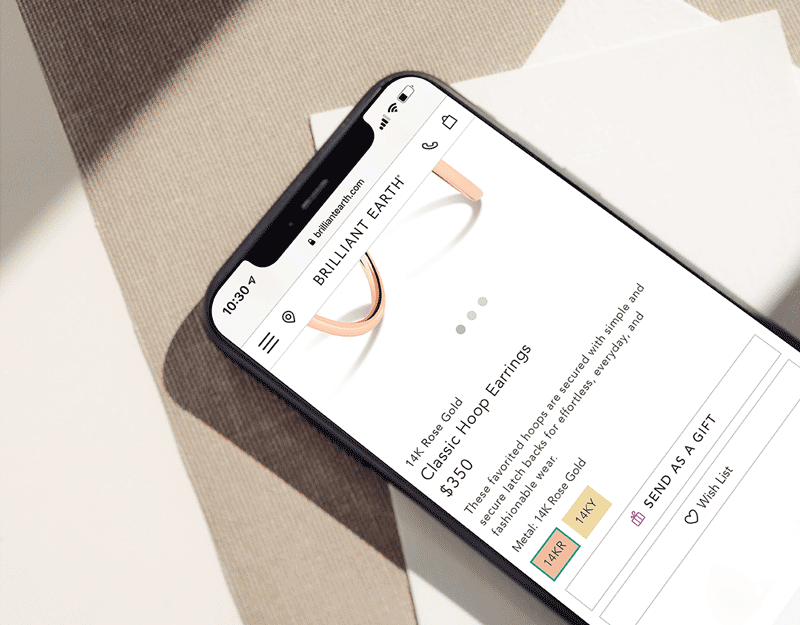 10:30
brilliantearth.com
BRILLIANT EARTH®
14K Rose Gold
Classic Hoop Earrings
$350
These favorited hoops are secured with simple and
secure latch backs for effortless, everyday, and
fashionable wear.
Metal: 14K Rose Gold
14KR 14KY
SEND AS A GIFT
Wish List